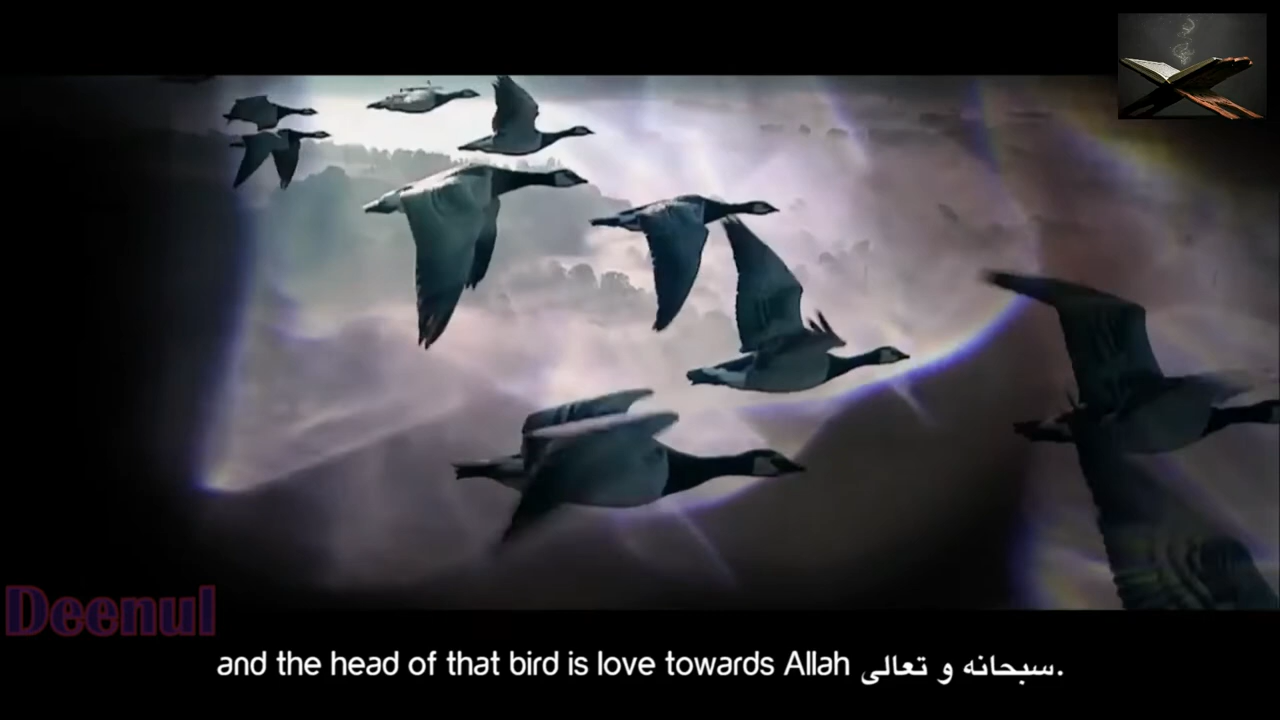 Deenul
and the head of that bird is love towards Allah سبحانه و تعالى.